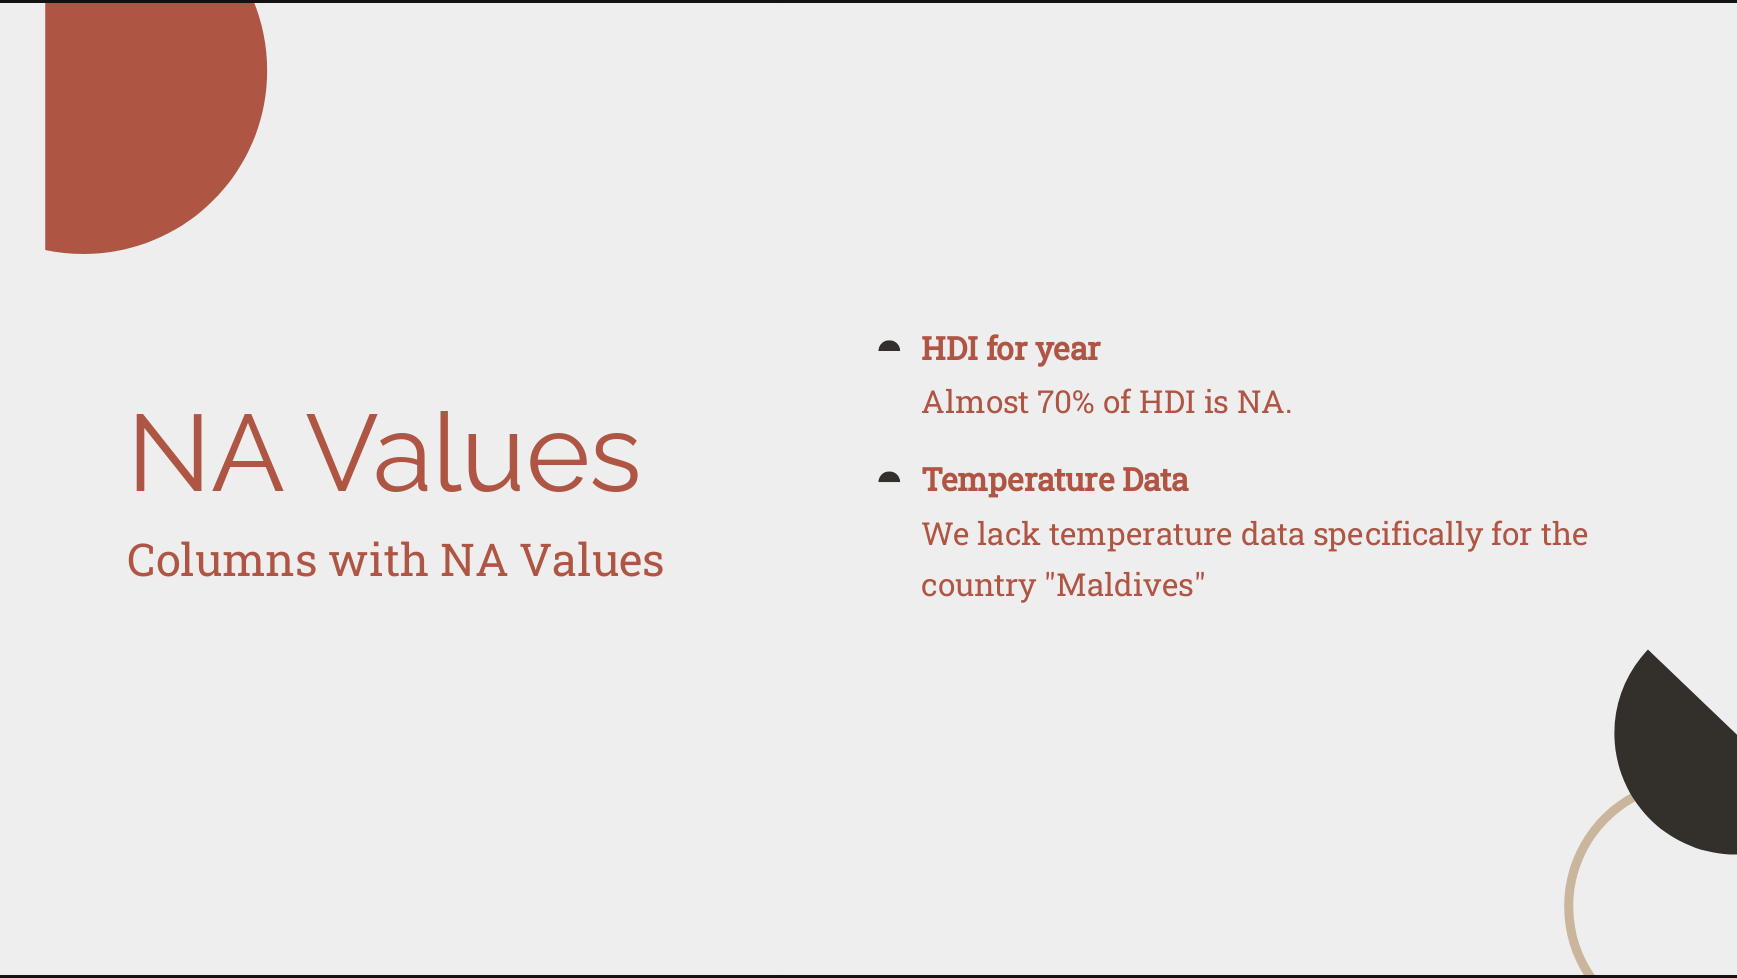 NA Values
Columns with NA Values
HDI for year
Almost 70% of HDI is NA.
Temperature Data
We lack temperature data specifically for the
country "Maldives"